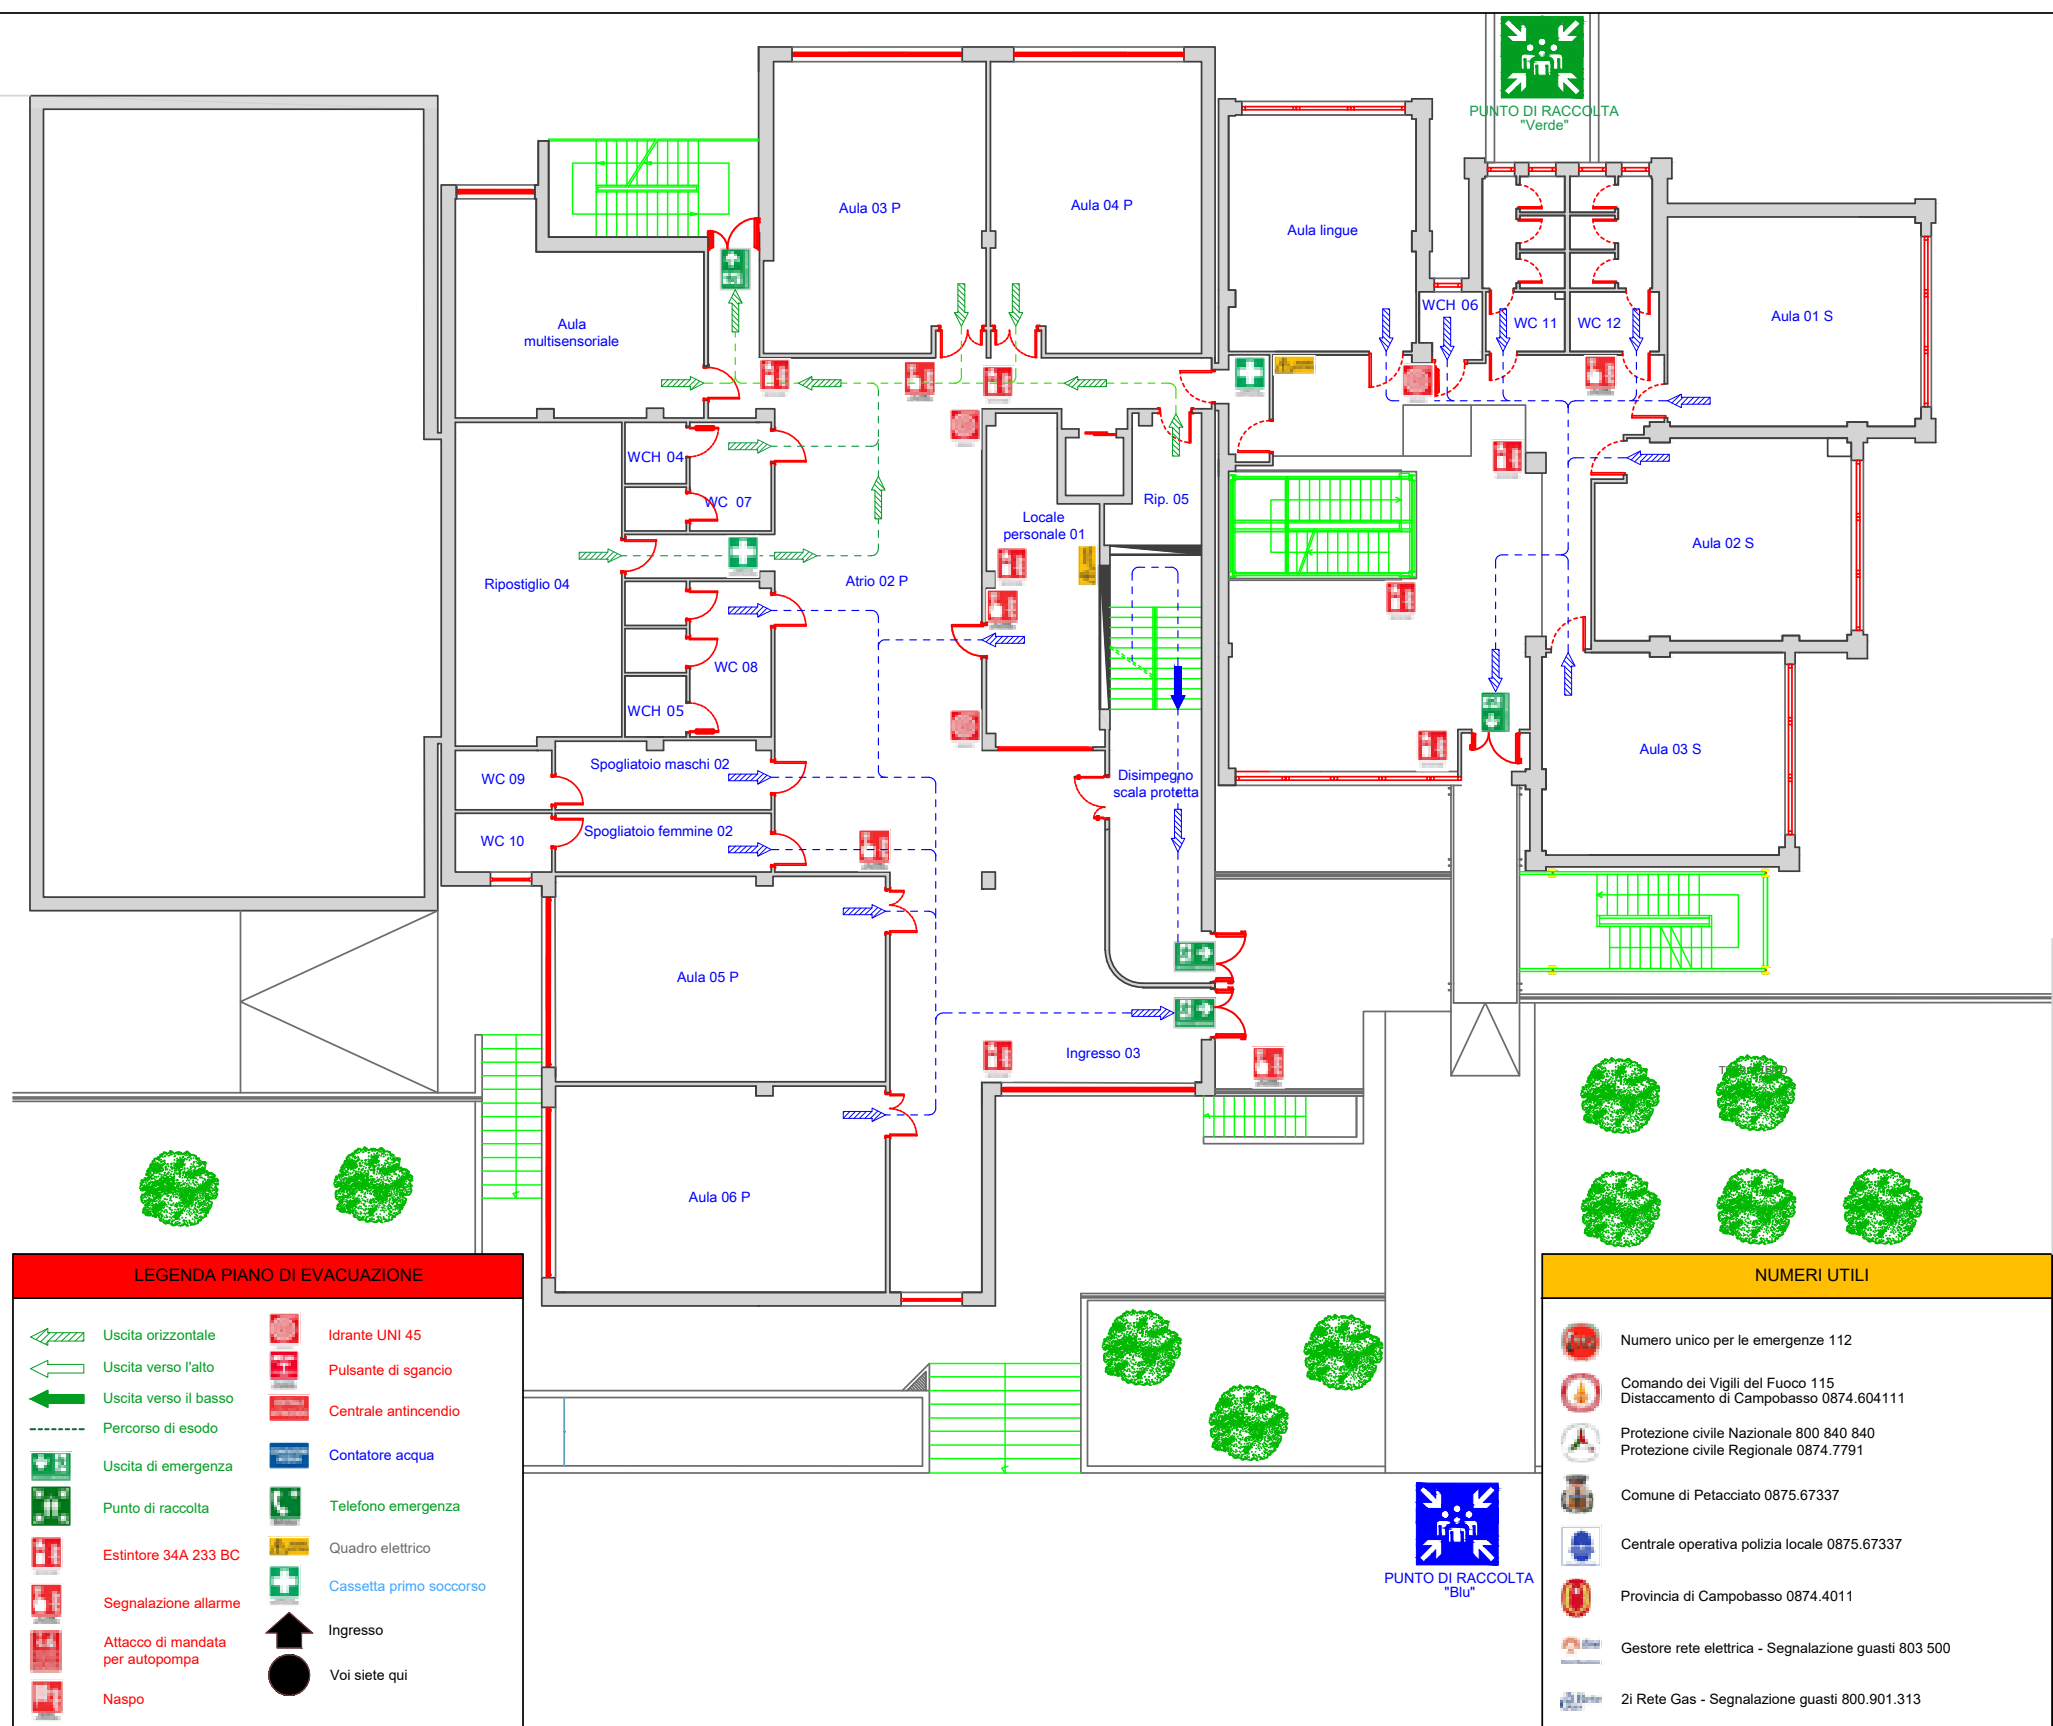 PUNTO DI RACCOLTA
"Verde"
Aula 03 P
Aula 04 P
Aula lingue
WCH 06
WC 11
WC 12
Aula 01 S
Aula
multisensoriale
WCH 04
WC 07
Locale
personale 01
Rip. 05
Aula 02 S
Ripostiglio 04
Atrio 02 P
WC 08
WCH 05
Aula 03 S
WC 09
Spogliatoio maschi 02
Disimpegno
scala protetta
WC 10
Spogliatoio femmine 02
Aula 05 P
Ingresso 03
Aula 06 P
LEGENDA PIANO DI EVACUAZIONE
Uscita orizzontale
Uscita verso l'alto
Uscita verso il basso
Percorso di esodo
Uscita di emergenza
Punto di raccolta
Estintore 34A 233 BC
Segnalazione allarme
Attacco di mandata
per autopompa
Naspo
Idrante UNI 45
Pulsante di sgancio
Centrale antincendio
Contatore acqua
Telefono emergenza
Quadro elettrico
Cassetta primo soccorso
Ingresso
Voi siete qui
PUNTO DI RACCOLTA
"Blu"
NUMERI UTILI
Numero unico per le emergenze 112
Comando dei Vigili del Fuoco 115
Distaccamento di Campobasso 0874.604111
Protezione civile Nazionale 800 840 840
Protezione civile Regionale 0874.7791
Comune di Petacciato 0875.67337
Centrale operativa polizia locale 0875.67337
Provincia di Campobasso 0874.4011
Gestore rete elettrica - Segnalazione guasti 803 500
2i Rete Gas - Segnalazione guasti 800.901.313